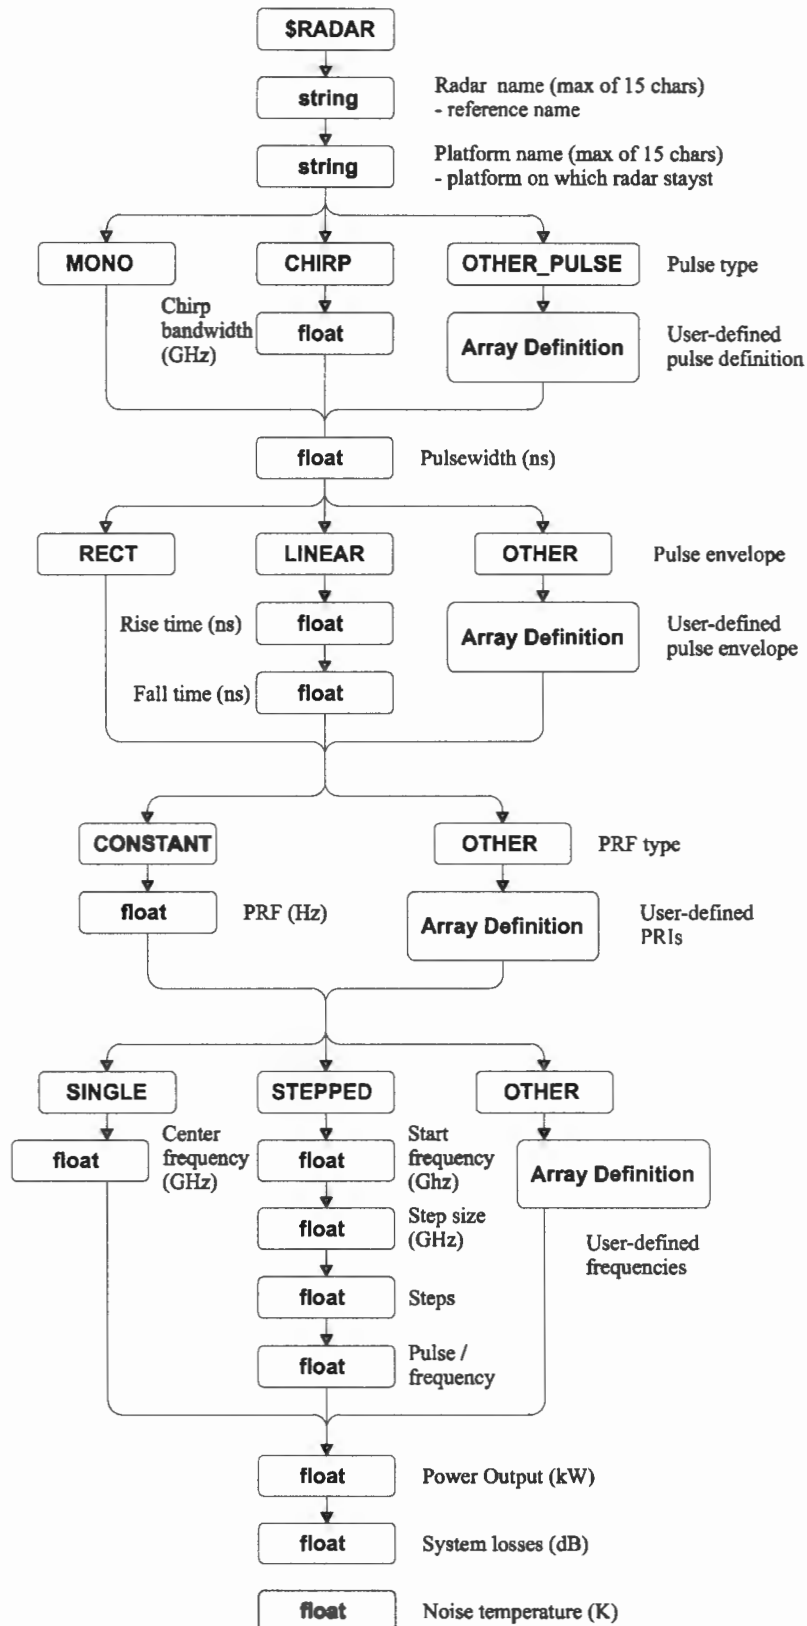 $RADAR
string
Radar name (max of 15 chars)
- reference name
string
Platform name (max of 15 chars)
- platform on which radar stayst
MONO
CHIRP
OTHER_PULSE
Pulse type
Chirp
bandwidth
(GHz)
float
Array Definition
User-defined
pulse definition
float
Pulsewidth (ns)
RECT
LINEAR
OTHER
Pulse envelope
Rise time (ns)
float
Array Definition
User-defined
pulse envelope
Fall time (ns)
float
CONSTANT
OTHER
PRF type
float
PRF (Hz)
Array Definition
User-defined
PRIs
SINGLE
STEPPED
OTHER
float
Center
frequency
(GHz)
float
Start
frequency
(Ghz)
Array Definition
float
Step size
(GHz)
User-defined
frequencies
float
Steps
float
Pulse /
frequency
float
Power Output (kW)
float
System losses (dB)
float
Noise temperature (K)